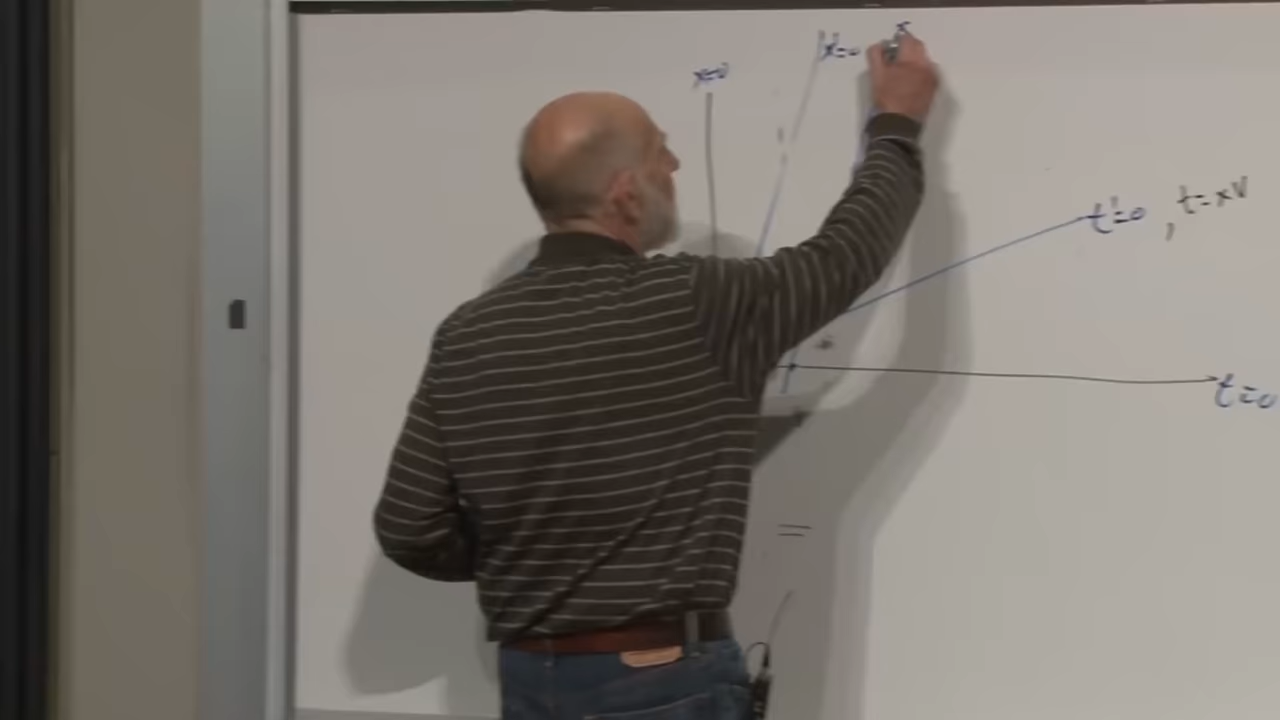 x=0
x'=0
x
t'=0, t=xV
t=0
=